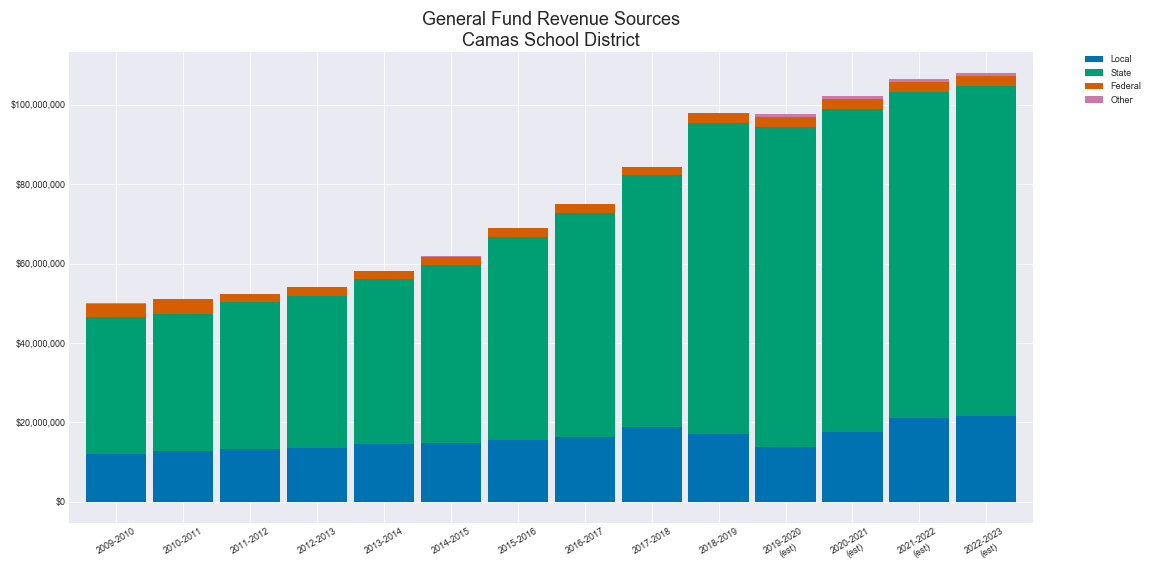 General Fund Revenue Sources
Camas School District
Local
State
Federal
Other
$100,000,000
$80,000,000
$60,000,000
$40,000,000
$20,000,000
$0
2009-2010
2010-2011
2011-2012
2012-2013
2013-2014
2014-2015
2015-2016
2016-2017
2017-2018
2018-2019
2019-2020
(est)
2020-2021
(est)
2021-2022
(est)
2022-2023
(est)